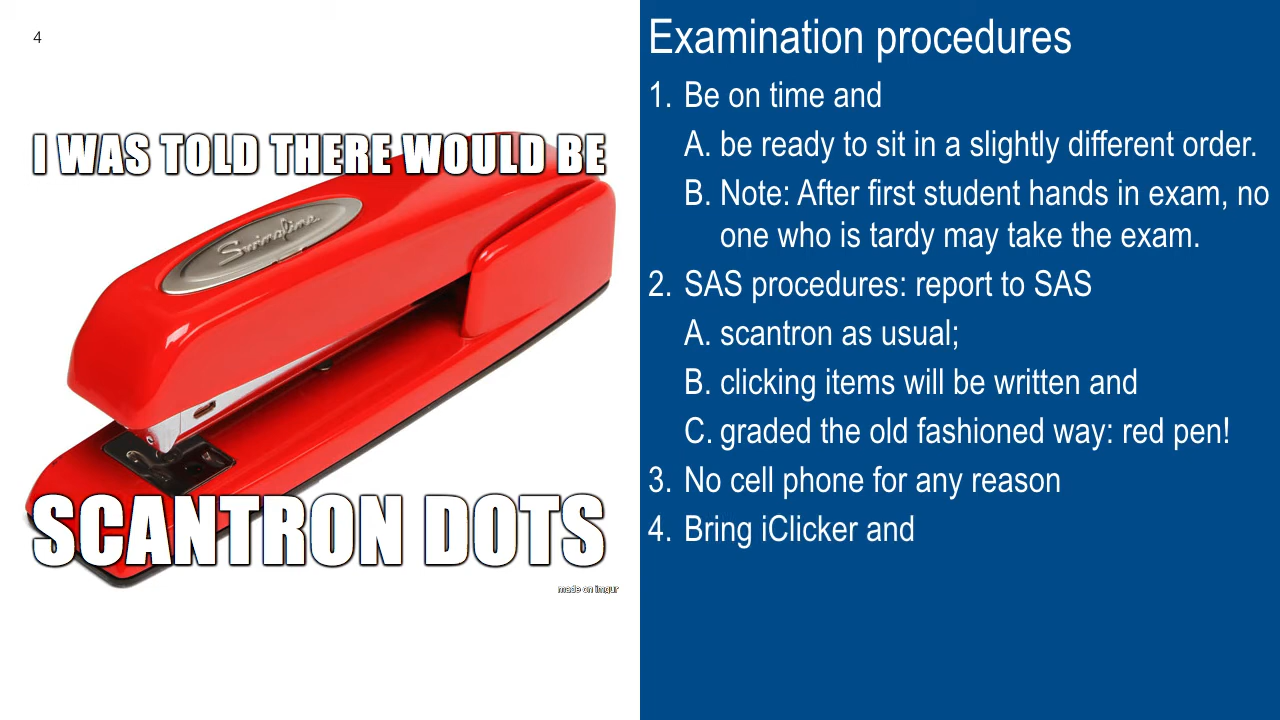 4
I WAS TOLD THERE WOULD BE
Swingline
SCANTRON DOTS
made on imgur
Examination procedures
1. Be on time and
A. be ready to sit in a slightly different order.
B. Note: After first student hands in exam, no
one who is tardy may take the exam.
2. SAS procedures: report to SAS
A. scantron as usual;
B. clicking items will be written and
C. graded the old fashioned way: red pen!
3. No cell phone for any reason
4. Bring iClicker and